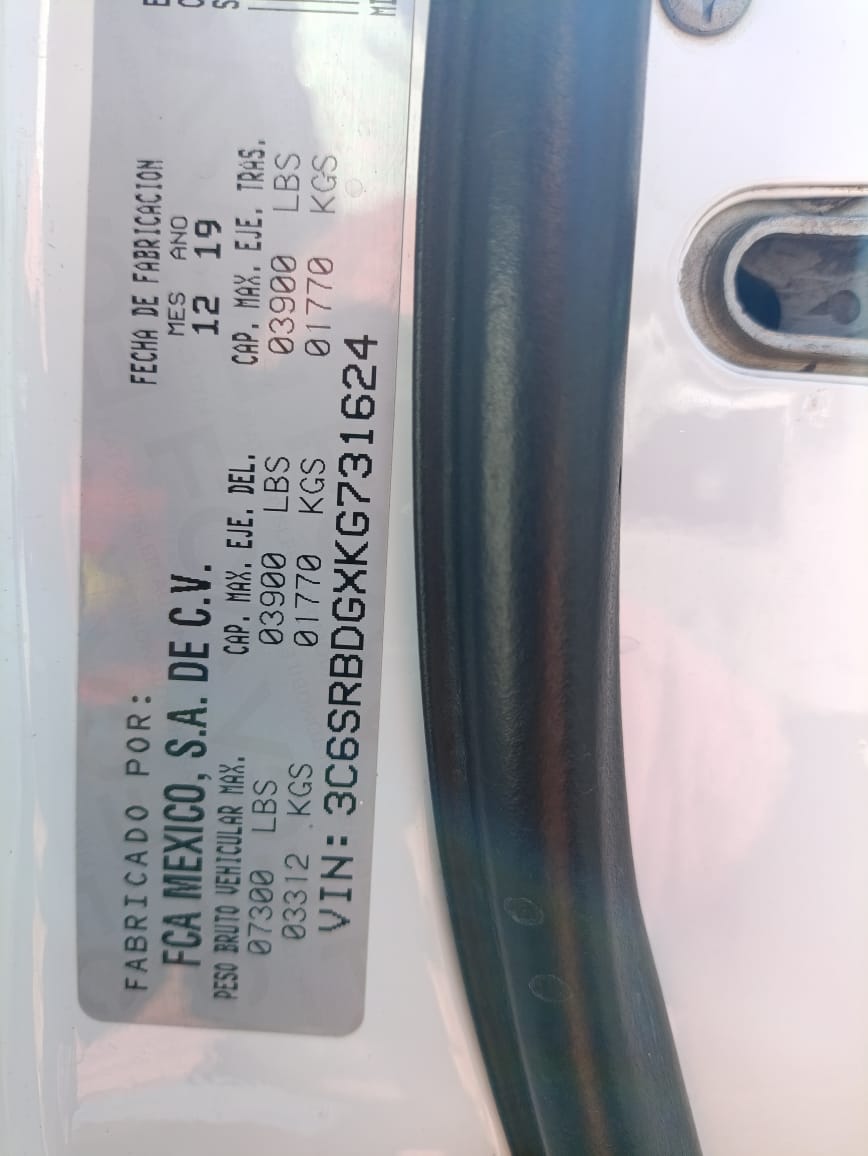 FABRICADO POR:
FCA MEXICO, S.A. DE C.V.
FECHA DE FABRICACION
MES ANO
12 19
PESO BRUTO VEHICULAR MAX. CAP. MAX. EJE. DEL. CAP. MAX. EJE. TRAS.
07300 LBS 03900 LBS 03900 LBS
03312 KGS 01770 KGS 01770 KGS
VIN: 3C6SRBDGXKG731624